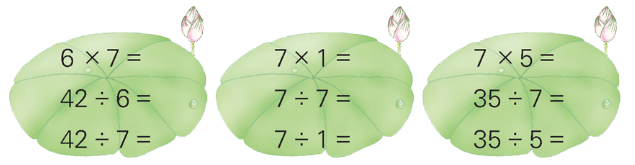 6 × 7 =
42 ÷ 6 =
42 ÷ 7 =
7 × 1 =
7 ÷ 7 =
7 ÷ 1 =
7 × 5 =
35 ÷ 7 =
35 ÷ 5 =